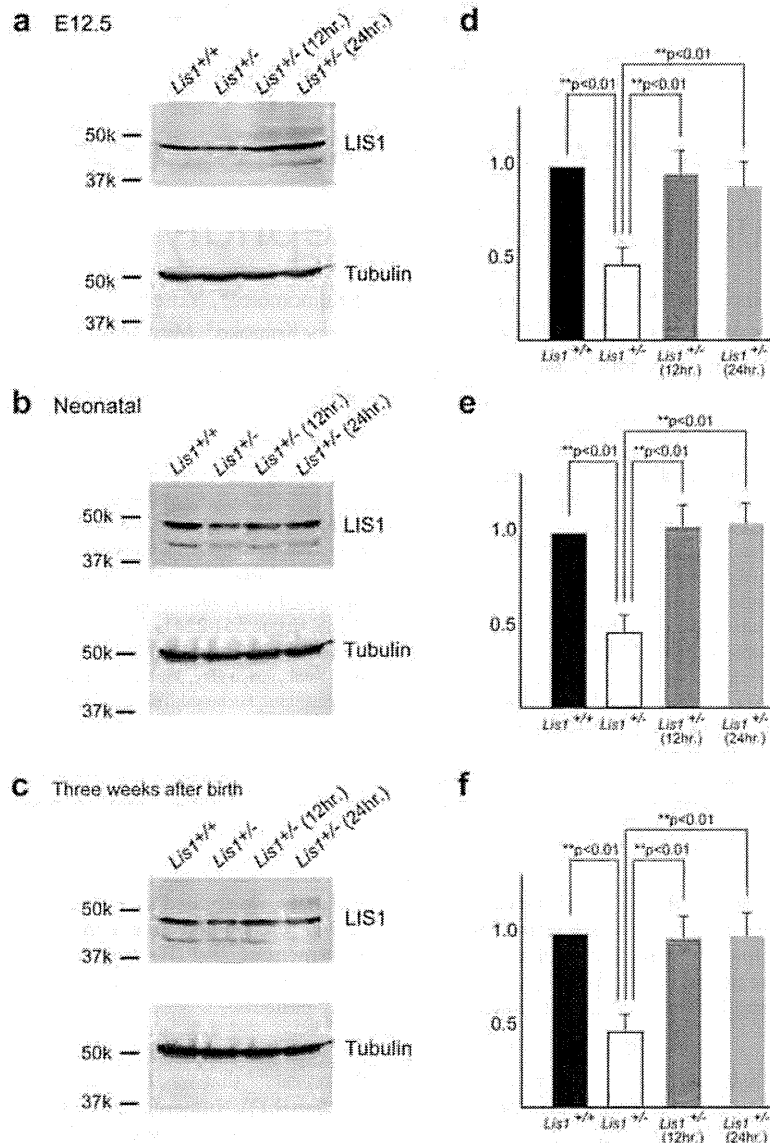 a E12.5
Lis1+/+ Lis1+/- Lis1+/- (12hr.) Lis1+/- (24hr.)
50k
LIS1
37k
50k
Tubulin
37k
d
**p<0.01
**p<0.01 **p<0.01
1.0
0.5
Lis1 +/+ Lis1 +/- Lis1 +/- (12hr.) Lis1 +/- (24hr.)
b Neonatal
Lis1+/+ Lis1+/- Lis1+/- (12hr.) Lis1+/- (24hr.)
50k
LIS1
37k
50k
Tubulin
37k
e
**p<0.01
**p<0.01 **p<0.01
1.0
0.5
Lis1 +/+ Lis1 +/- Lis1 +/- (12hr.) Lis1 +/- (24hr.)
c Three weeks after birth
Lis1+/+ Lis1+/- Lis1+/- (12hr.) Lis1+/- (24hr.)
50k
LIS1
37k
50k
Tubulin
37k
f
**p<0.01
**p<0.01 **p<0.01
1.0
0.5
Lis1 +/+ Lis1 +/- Lis1 +/- (12hr.) Lis1 +/- (24hr.)